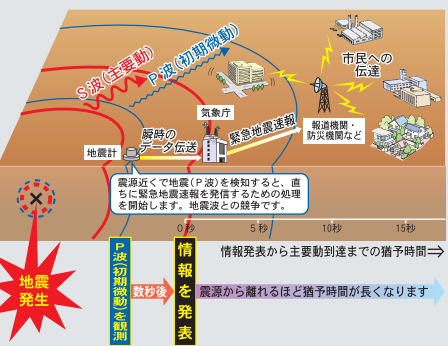 S波(主要動)
P波(初期微動)
市民への
伝達
気象庁
瞬時の
データ伝送
緊急地震速報
報道機関・
防災機関など
地震計
震源近くで地震(P波)を検知すると、直
ちに緊急地震速報を発信するための処理
を開始します。地震波との競争です。
0秒
5秒
10秒
15秒
地震
発生
P波(初期微動)を観測
数秒後
情報を発表
情報発表から主要動到達までの猶予時間→
震源から離れるほど猶予時間が長くなります